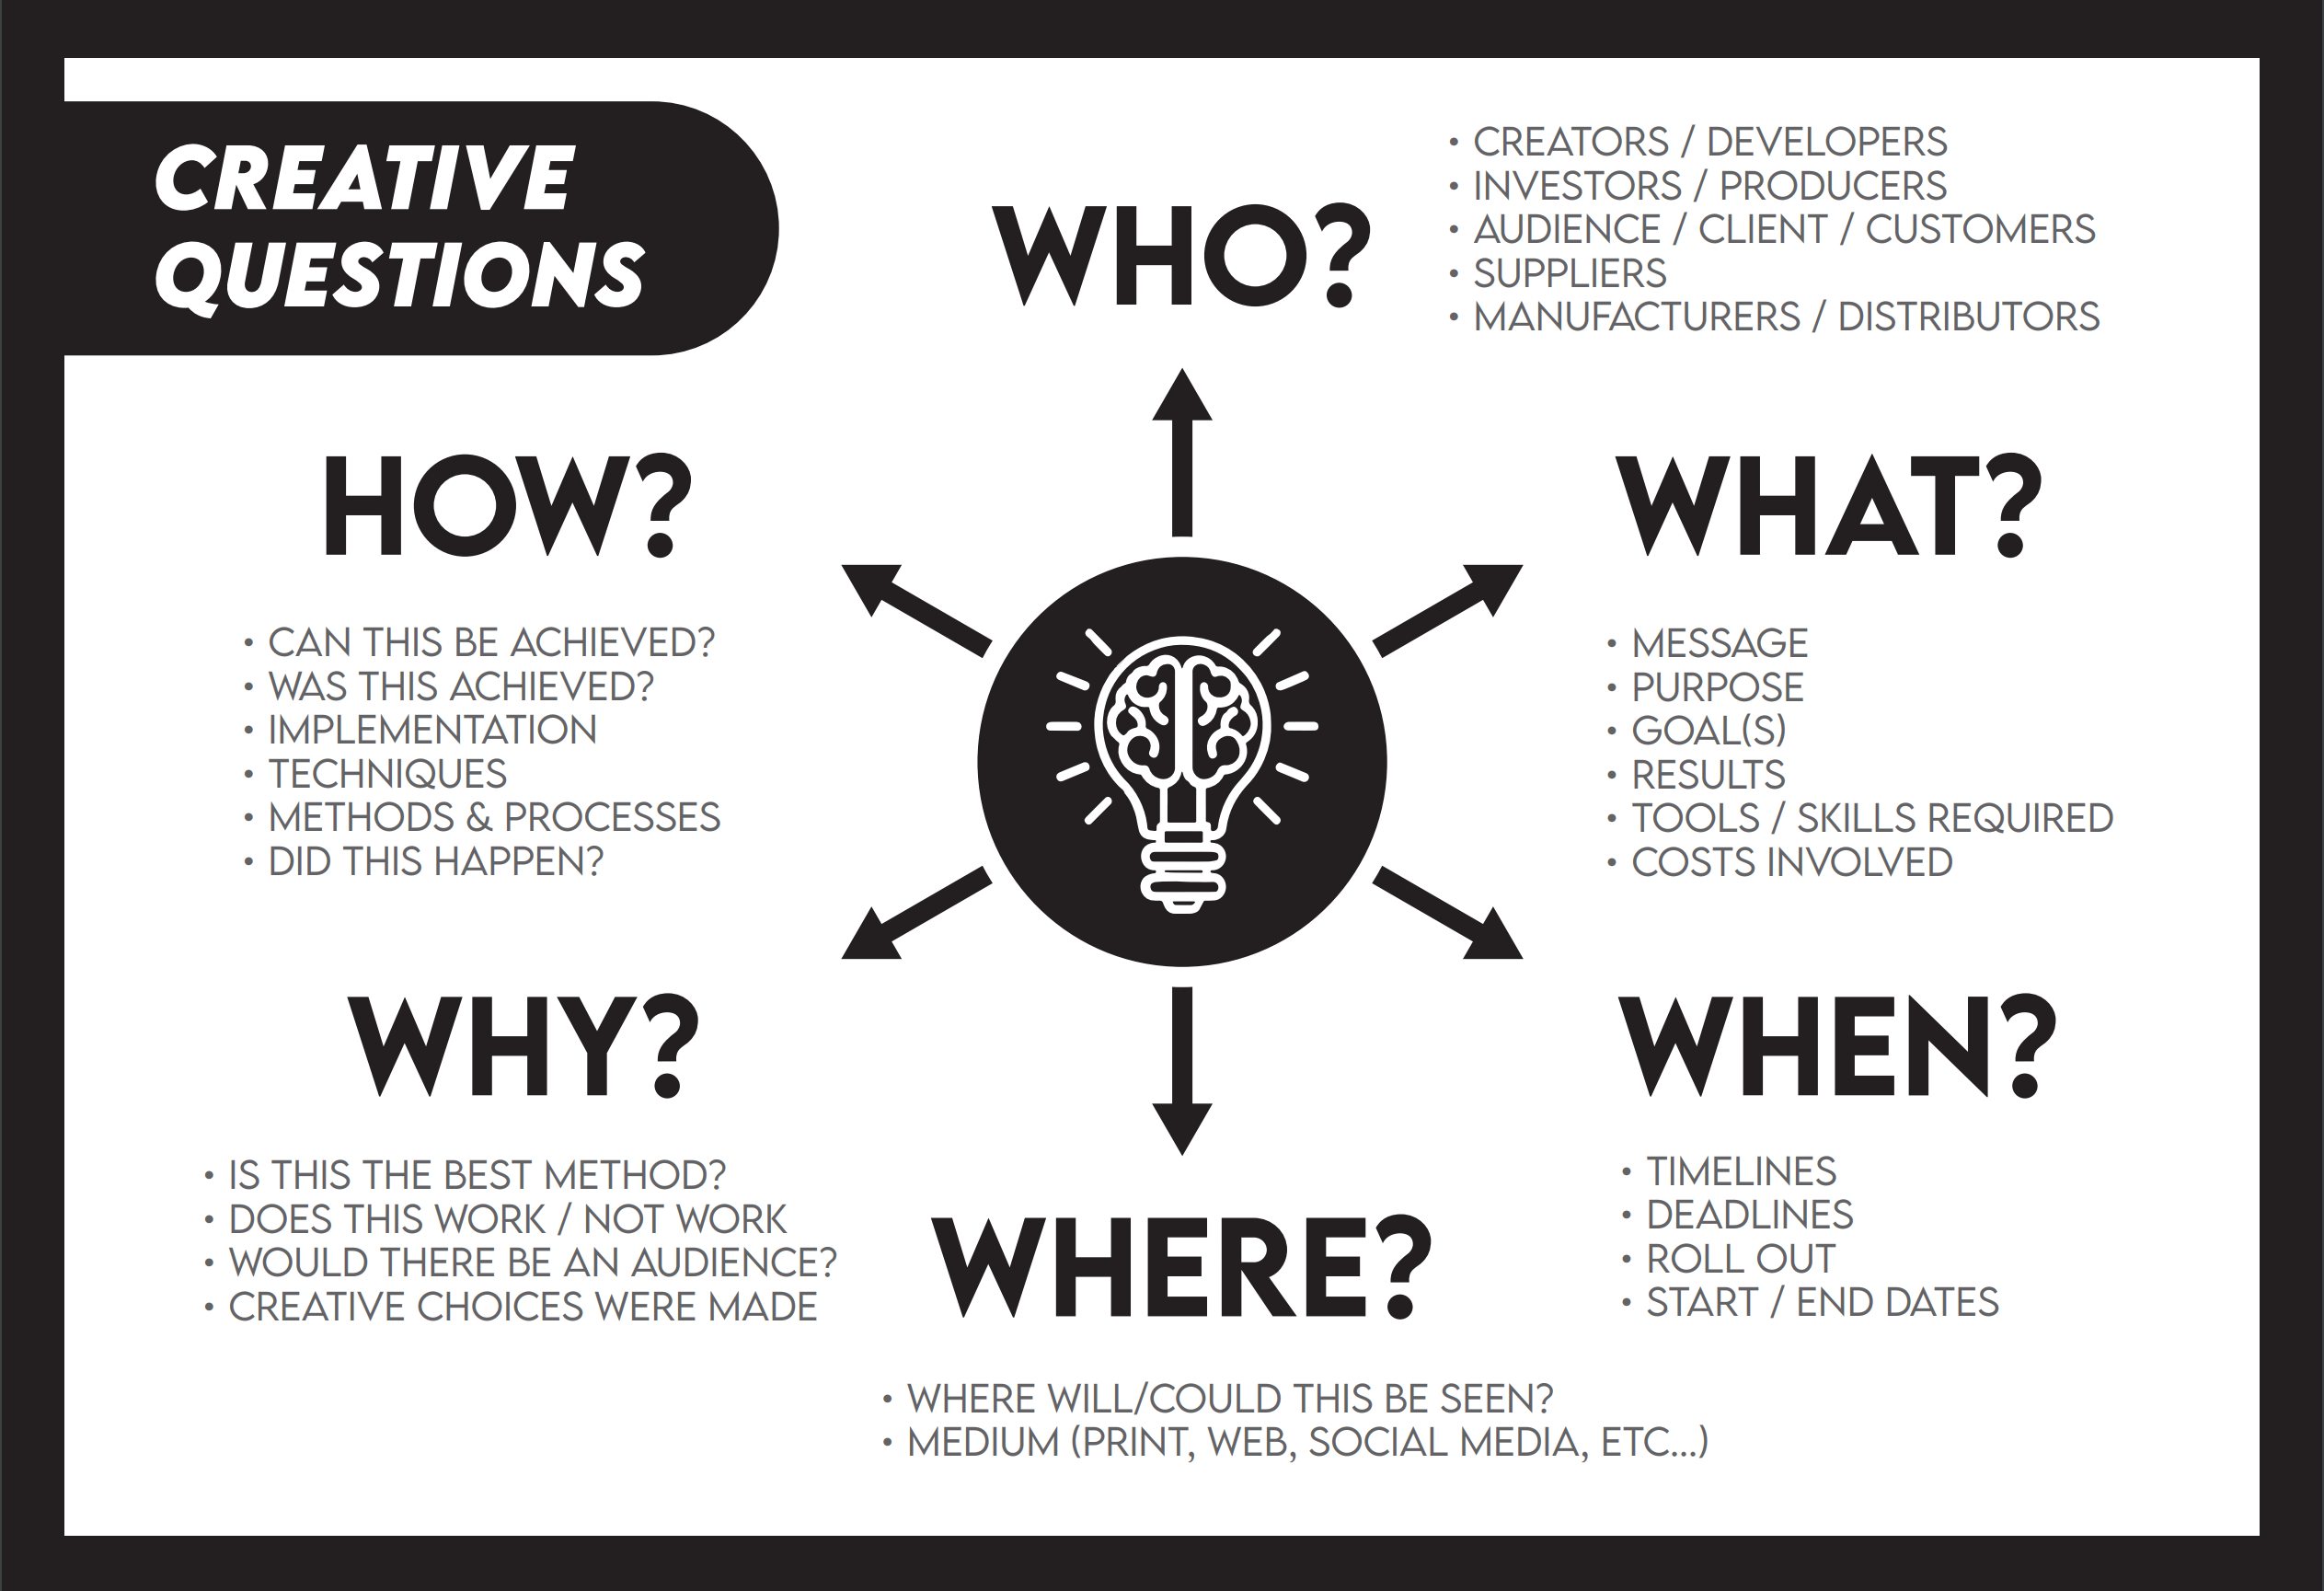 CREATIVE
QUESTIONS
WHO?
• CREATORS / DEVELOPERS
• INVESTORS / PRODUCERS
• AUDIENCE / CLIENT / CUSTOMERS
• SUPPLIERS
• MANUFACTURERS / DISTRIBUTORS
WHAT?
• MESSAGE
• PURPOSE
• GOAL(S)
• RESULTS
• TOOLS / SKILLS REQUIRED
• COSTS INVOLVED
WHEN?
• TIMELINES
• DEADLINES
• ROLL OUT
• START / END DATES
WHERE?
• WHERE WILL/COULD THIS BE SEEN?
• MEDIUM (PRINT, WEB, SOCIAL MEDIA, ETC...)
WHY?
• IS THIS THE BEST METHOD?
• DOES THIS WORK / NOT WORK
• WOULD THERE BE AN AUDIENCE?
• CREATIVE CHOICES WERE MADE
HOW?
• CAN THIS BE ACHIEVED?
• WAS THIS ACHIEVED?
• IMPLEMENTATION
• TECHNIQUES
• METHODS & PROCESSES
• DID THIS HAPPEN?